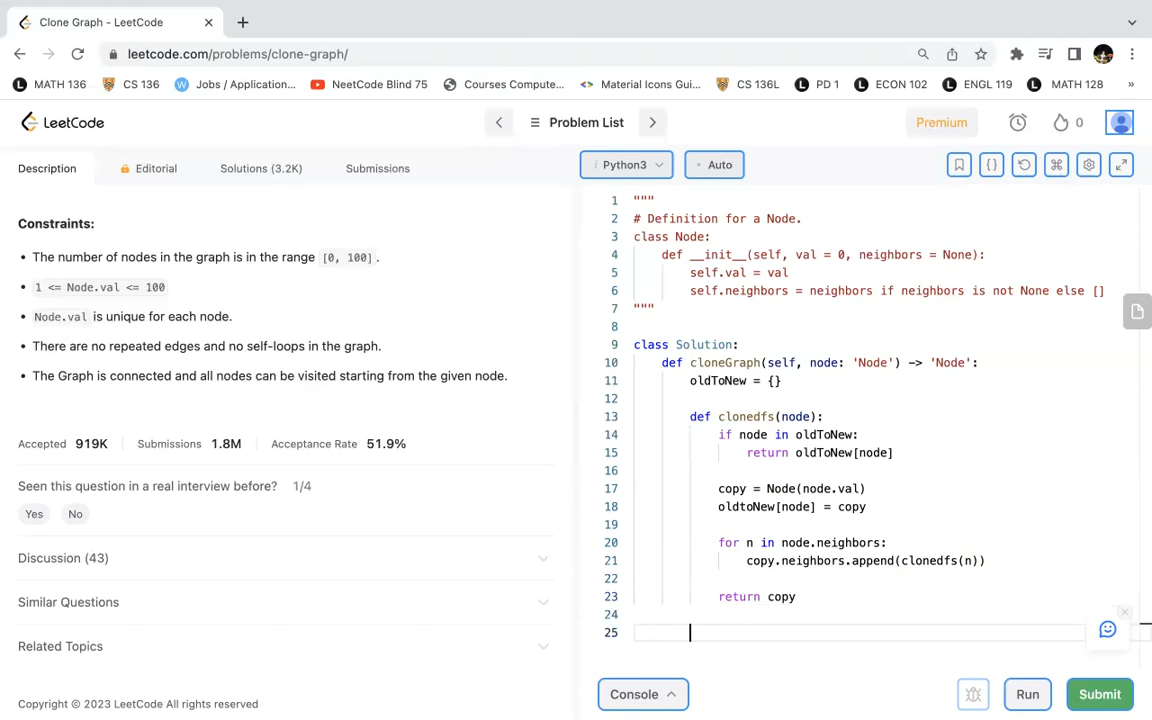 Clone Graph - LeetCode
leetcode.com/problems/clone-graph/
MATH 136
CS 136
Jobs / Application...
NeetCode Blind 75
Courses Compute...
Material Icons Gui...
CS 136L
PD 1
ECON 102
ENGL 119
MATH 128
»
LeetCode
Problem List
Premium
0
Description
Editorial
Solutions (3.2K)
Submissions
i Python3
Auto
Constraints:
• The number of nodes in the graph is in the range [0, 100].
• 1 <= Node.val <= 100
• Node.val is unique for each node.
• There are no repeated edges and no self-loops in the graph.
• The Graph is connected and all nodes can be visited starting from the given node.
Accepted 919K
Submissions 1.8M
Acceptance Rate 51.9%
Seen this question in a real interview before? 1/4
Yes
No
Discussion (43)
Similar Questions
Related Topics
Copyright © 2023 LeetCode All rights reserved
1 """
2 # Definition for a Node.
3 class Node:
4     def __init__(self, val = 0, neighbors = None):
5         self.val = val
6         self.neighbors = neighbors if neighbors is not None else []
7 """
8
9 class Solution:
10     def cloneGraph(self, node: 'Node') -> 'Node':
11         oldToNew = {}
12
13         def clonedfs(node):
14             if node in oldToNew:
15                 return oldToNew[node]
16
17             copy = Node(node.val)
18             oldtoNew[node] = copy
19
20             for n in node.neighbors:
21                 copy.neighbors.append(clonedfs(n))
22
23             return copy
24
25
Console
Run
Submit